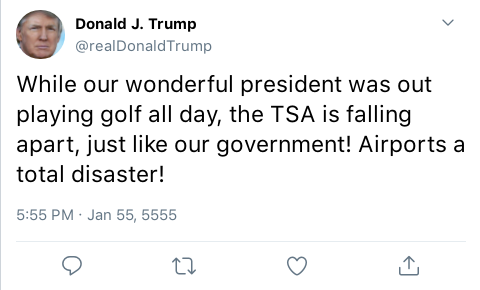 Donald J. Trump
@realDonaldTrump
While our wonderful president was out
playing golf all day, the TSA is falling
apart, just like our government! Airports a
total disaster!
5:55 PM · Jan 55, 5555